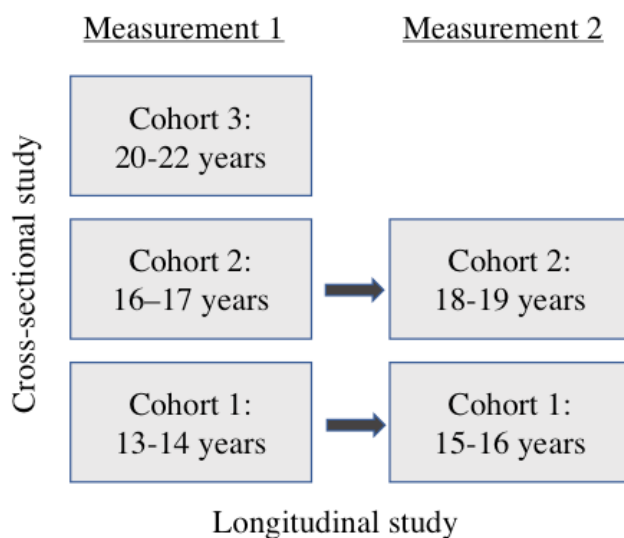 Measurement 1
Measurement 2
Cross-sectional study
Cohort 3:
20-22 years
Cohort 2:
16–17 years
Cohort 2:
18-19 years
Cohort 1:
13-14 years
Cohort 1:
15-16 years
Longitudinal study